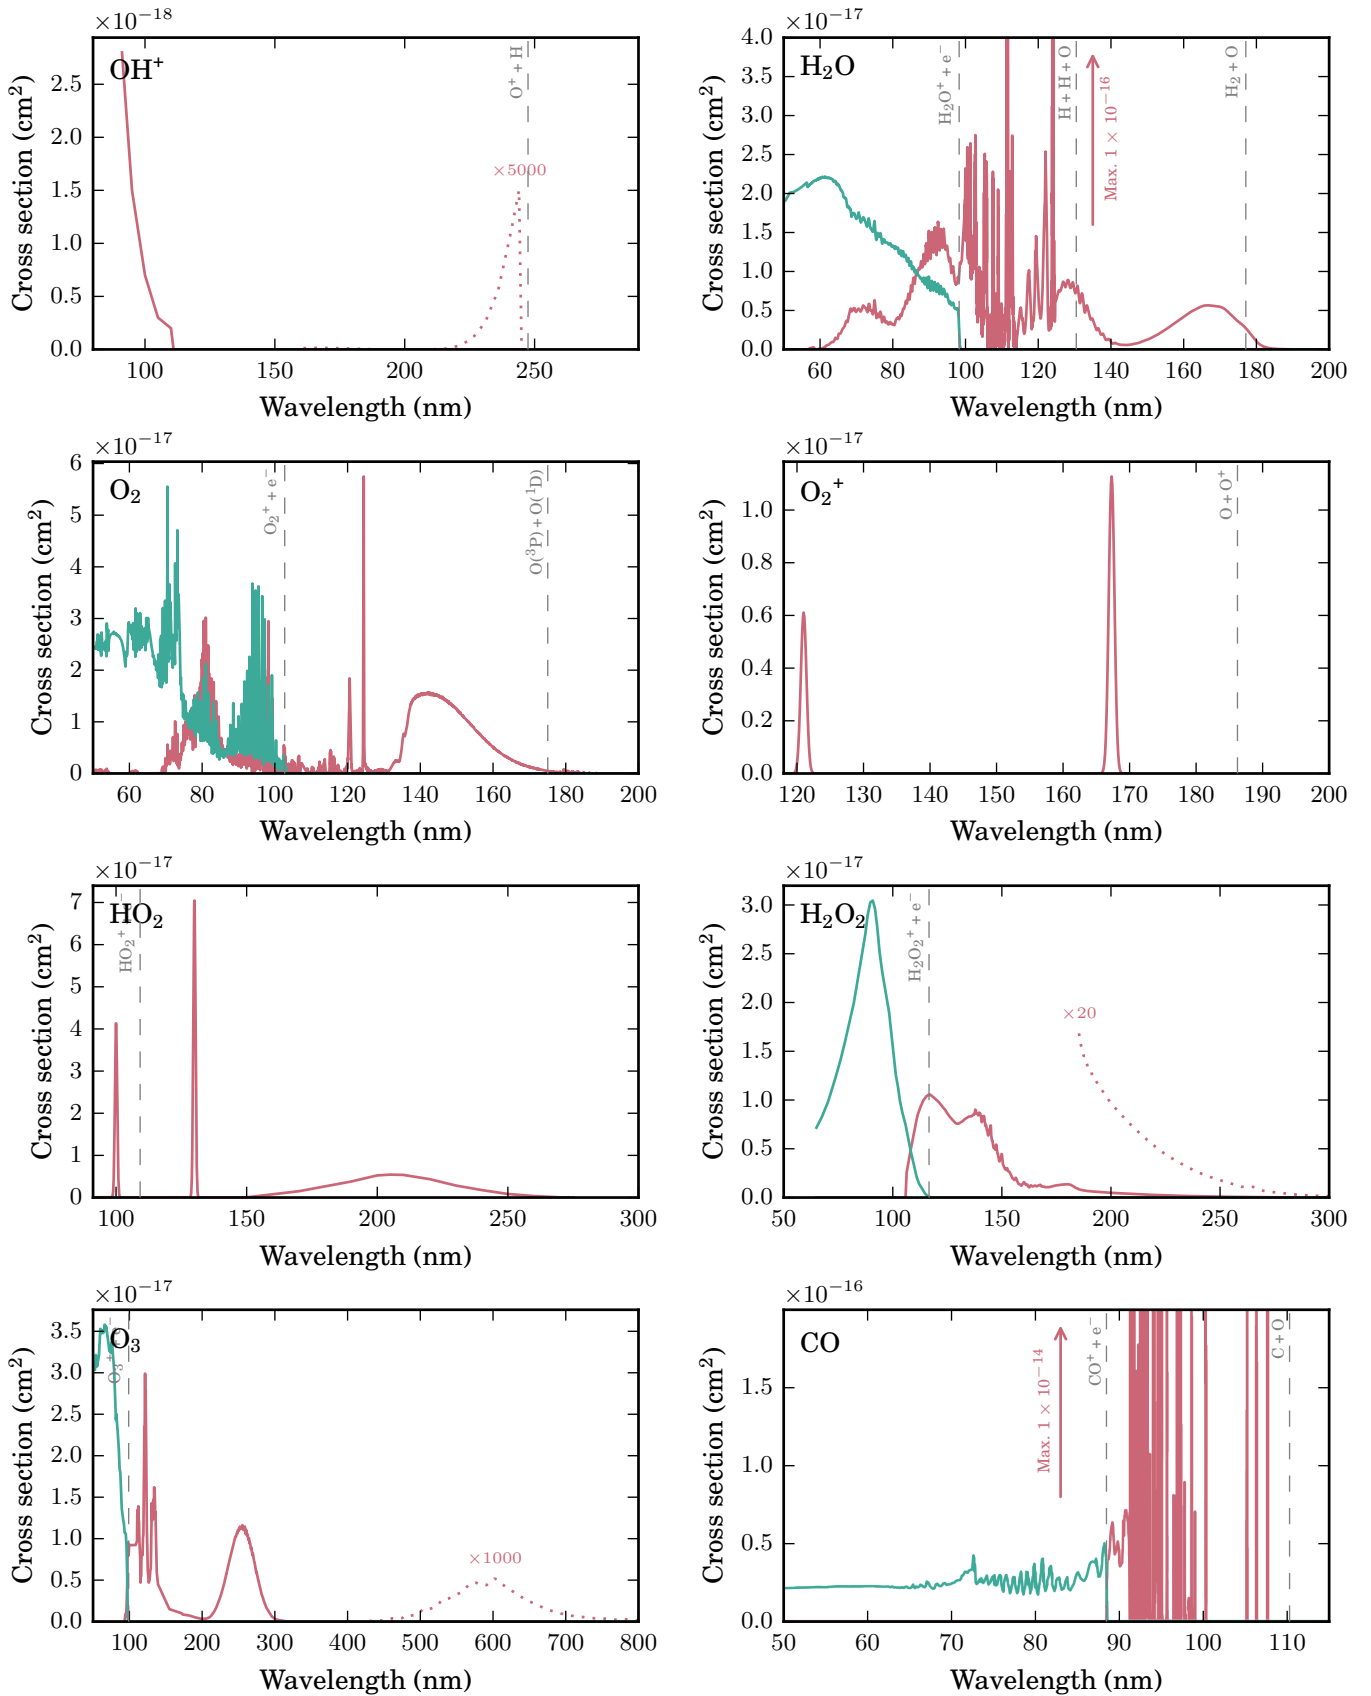 ×10⁻¹⁸
OH⁺
O⁺ + H
×5000
Cross section (cm²)
2.5
2.0
1.5
1.0
0.5
0.0
100 150 200 250
Wavelength (nm)
×10⁻¹⁷
H₂O
H₂O⁺ + e⁻
H + H + O
Max. 1 × 10⁻¹⁶
H₂ + O
Cross section (cm²)
4.0
3.5
3.0
2.5
2.0
1.5
1.0
0.5
0.0
60 80 100 120 140 160 180 200
Wavelength (nm)
×10⁻¹⁷
O₂
O₂⁺ + e⁻
O(³P) + O(¹D)
Cross section (cm²)
6
5
4
3
2
1
0
60 80 100 120 140 160 180 200
Wavelength (nm)
×10⁻¹⁷
O₂⁺
O + O⁺
Cross section (cm²)
1.0
0.8
0.6
0.4
0.2
0.0
120 130 140 150 160 170 180 190 200
Wavelength (nm)
×10⁻¹⁷
HO₂
HO₂⁺ + e⁻
Cross section (cm²)
7
6
5
4
3
2
1
0
100 150 200 250 300
Wavelength (nm)
×10⁻¹⁷
H₂O₂
H₂O₂⁺ + e⁻
×20
Cross section (cm²)
3.0
2.5
2.0
1.5
1.0
0.5
0.0
50 100 150 200 250 300
Wavelength (nm)
×10⁻¹⁷
O₃
O₃⁺ + e⁻
×1000
Cross section (cm²)
3.5
3.0
2.5
2.0
1.5
1.0
0.5
0.0
100 200 300 400 500 600 700 800
Wavelength (nm)
×10⁻¹⁶
CO
Max. 1 × 10⁻¹⁴
CO⁺ + e⁻
C + O
Cross section (cm²)
1.5
1.0
0.5
0.0
50 60 70 80 90 100 110
Wavelength (nm)